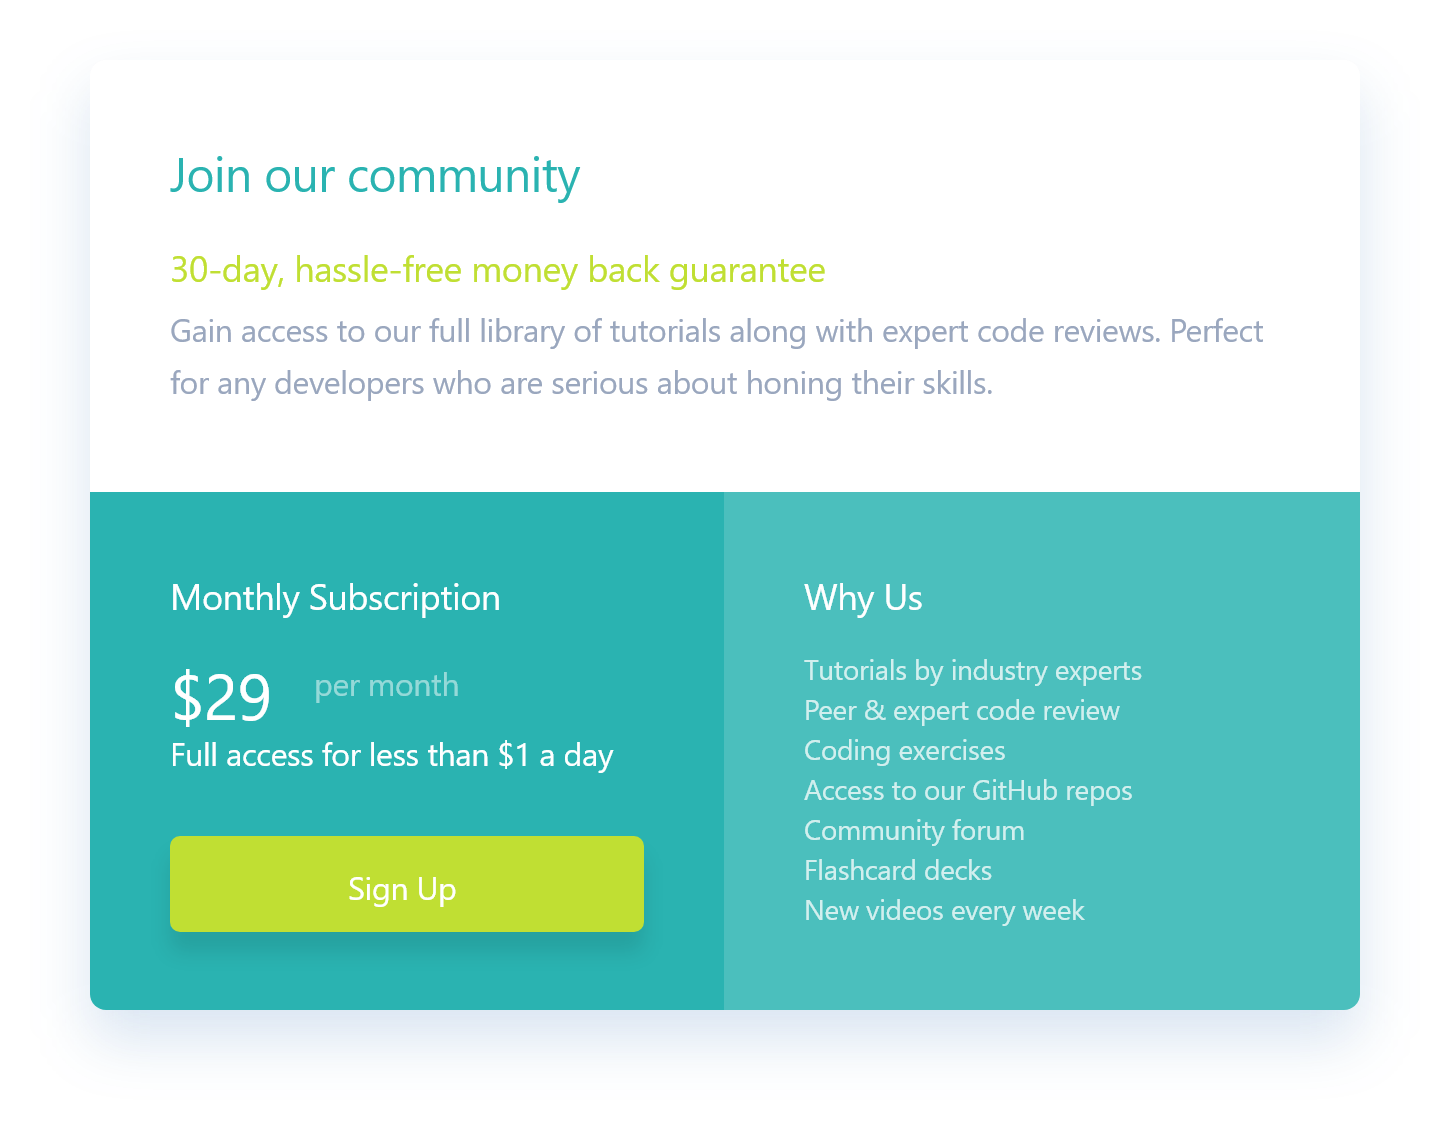 Join our community
30-day, hassle-free money back guarantee
Gain access to our full library of tutorials along with expert code reviews. Perfect
for any developers who are serious about honing their skills.
Monthly Subscription
$29 per month
Full access for less than $1 a day
Sign Up
Why Us
Tutorials by industry experts
Peer & expert code review
Coding exercises
Access to our GitHub repos
Community forum
Flashcard decks
New videos every week